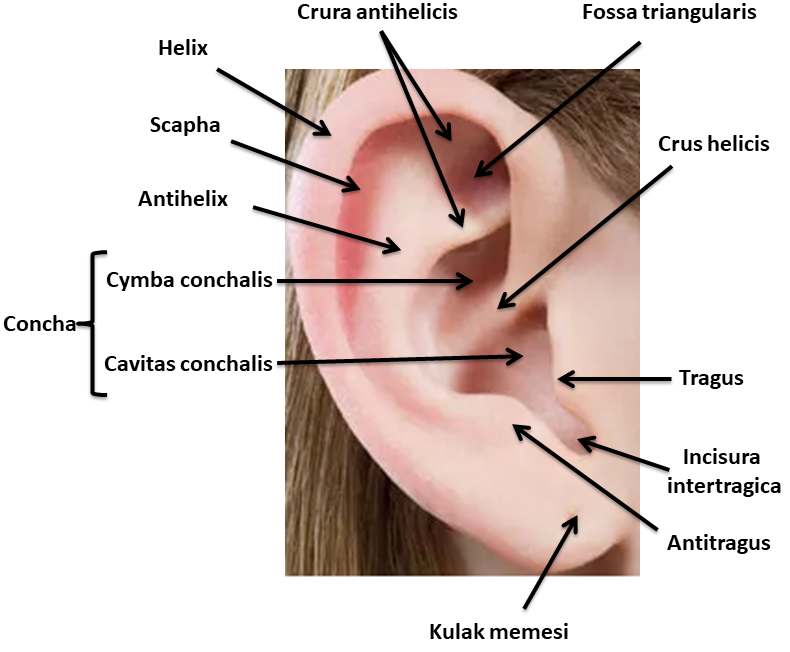 Crura antihelicis
Fossa triangularis
Helix
Scapha
Crus helicis
Antihelix
Cymba conchalis
Concha
Cavitas conchalis
Tragus
Incisura
intertragica
Antitragus
Kulak memesi